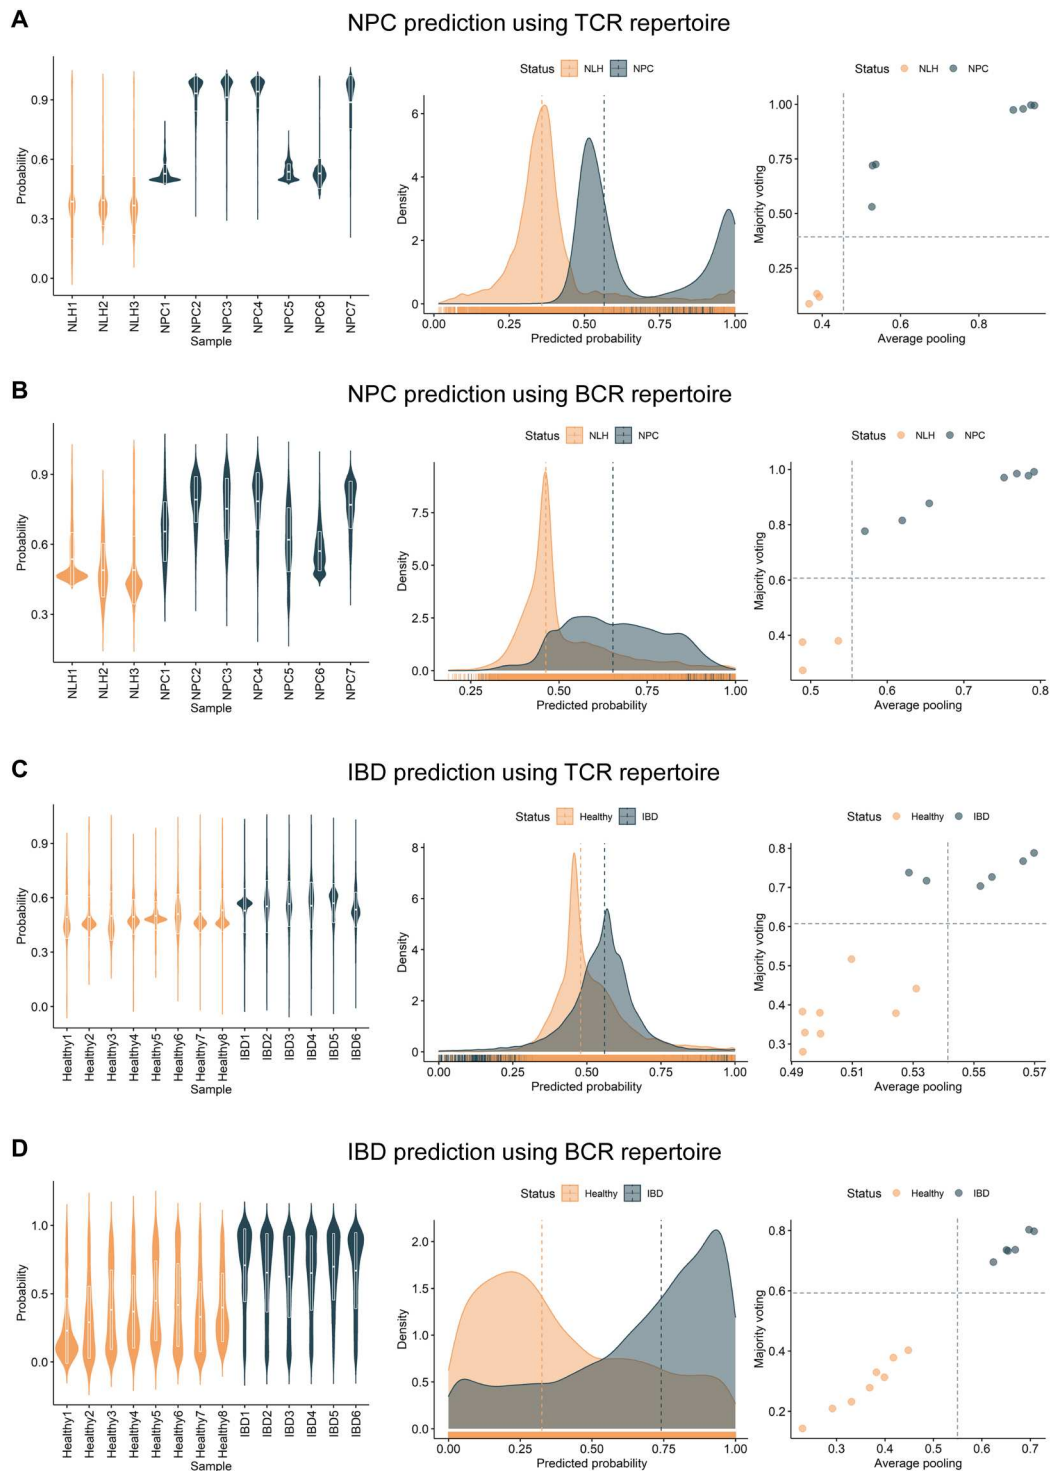 A
NPC prediction using TCR repertoire
Probability
0.9
0.6
0.3
0.0
NLH1 NLH2 NLH3 NPC1 NPC2 NPC3 NPC4 NPC5 NPC6 NPC7
Sample
Status NLH NPC
Density
6
4
2
0
0.00 0.25 0.50 0.75 1.00
Predicted probability
Status NLH NPC
Majority voting
1.00
0.75
0.50
0.25
0.4 0.6 0.8
Average pooling
B
NPC prediction using BCR repertoire
Probability
0.9
0.6
0.3
NLH1 NLH2 NLH3 NPC1 NPC2 NPC3 NPC4 NPC5 NPC6 NPC7
Sample
Status NLH NPC
Density
7.5
5.0
2.5
0.0
0.25 0.50 0.75 1.00
Predicted probability
Status NLH NPC
Majority voting
1.0
0.8
0.6
0.4
0.5 0.6 0.7 0.8
Average pooling
C
IBD prediction using TCR repertoire
Probability
0.9
0.6
0.3
0.0
Healthy1 Healthy2 Healthy3 Healthy4 Healthy5 Healthy6 Healthy7 Healthy8 IBD1 IBD2 IBD3 IBD4 IBD5 IBD6
Sample
Status Healthy IBD
Density
8
6
4
2
0
0.00 0.25 0.50 0.75 1.00
Predicted probability
Status Healthy IBD
Majority voting
0.8
0.7
0.6
0.5
0.4
0.3
0.49 0.51 0.53 0.55 0.57
Average pooling
D
IBD prediction using BCR repertoire
Probability
1.0
0.5
0.0
Healthy1 Healthy2 Healthy3 Healthy4 Healthy5 Healthy6 Healthy7 Healthy8 IBD1 IBD2 IBD3 IBD4 IBD5 IBD6
Sample
Status Healthy IBD
Density
2.0
1.5
1.0
0.5
0.0
0.00 0.25 0.50 0.75 1.00
Predicted probability
Status Healthy IBD
Majority voting
0.8
0.6
0.4
0.2
0.3 0.4 0.5 0.6 0.7
Average pooling